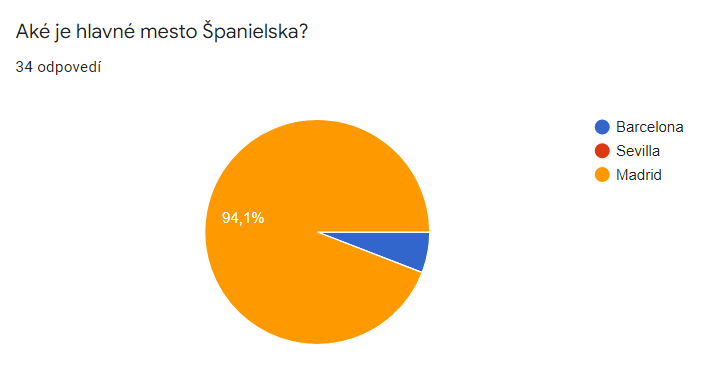 Aké je hlavné mesto Španielska?
34 odpovedí
Barcelona
Sevilla
Madrid
94,1%